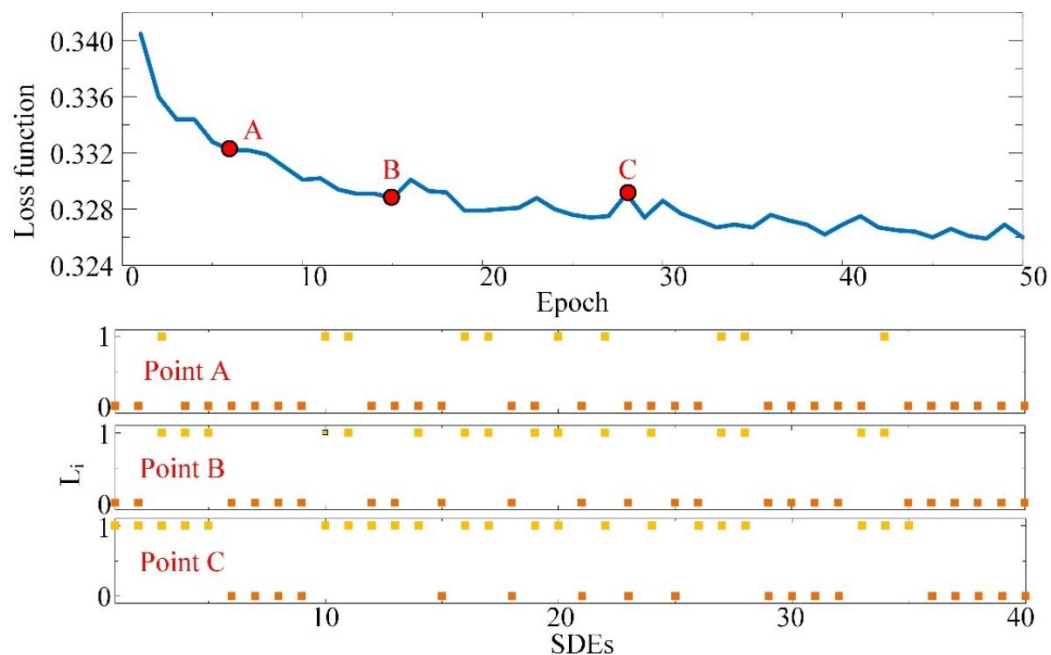 0.340
0.336
0.332
0.328
0.324
Loss function
A
B
C
0 10 20 30 40 50
Epoch
1
Point A
0
1
Point B
0
L_i
1
Point C
0
10 20 30 40
SDEs